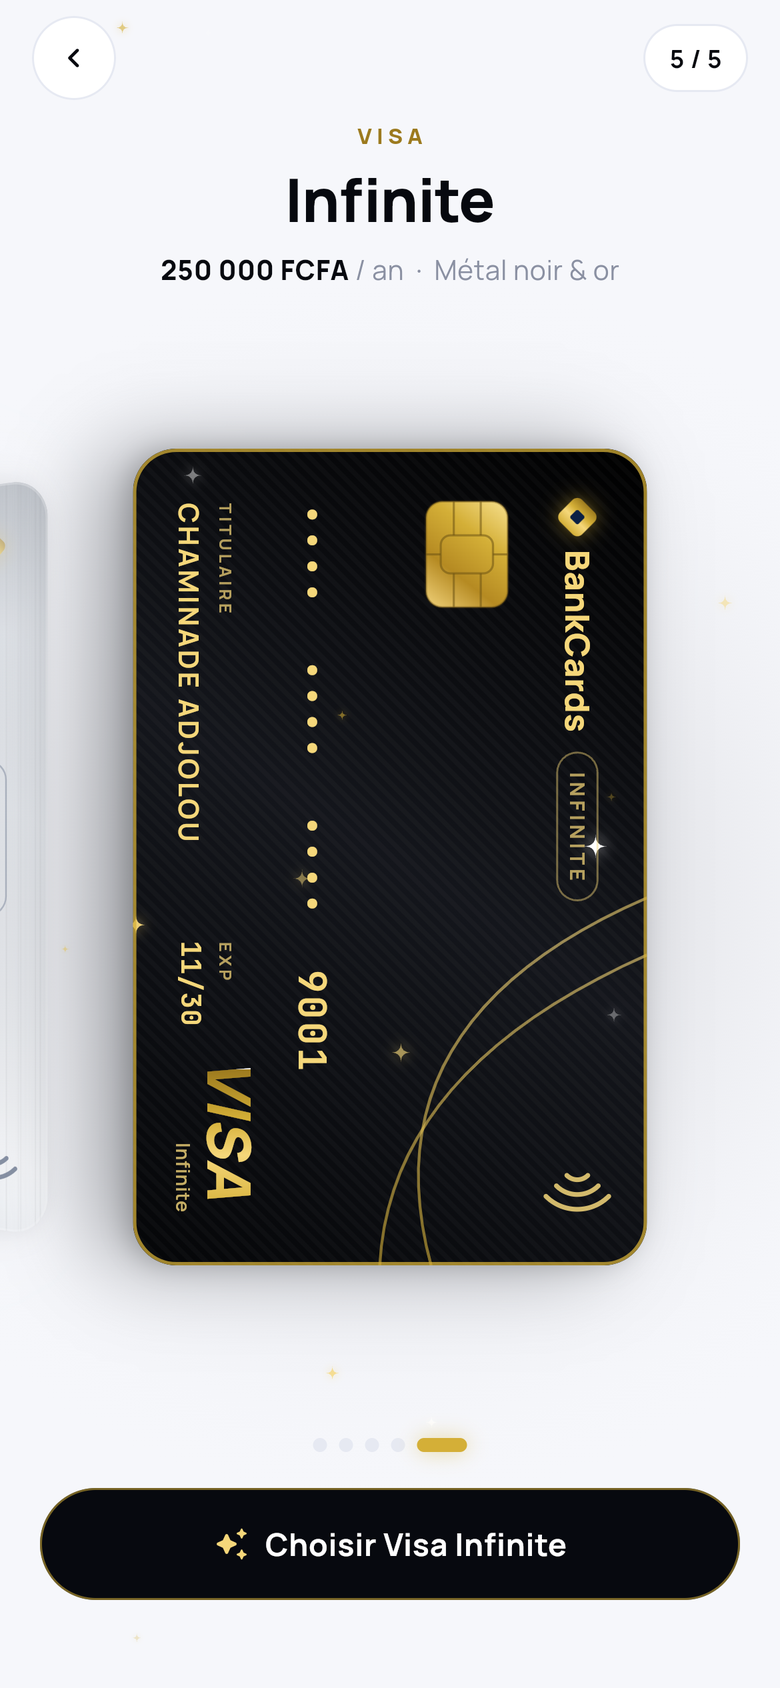 5 / 5
VISA
Infinite
250 000 FCFA / an · Métal noir & or
BankCards
INFINITE
•••• •••• •••• 9001
TITULAIRE
CHAMINADE ADJOLOU
EXP
11/30
VISA
Infinite
Choisir Visa Infinite